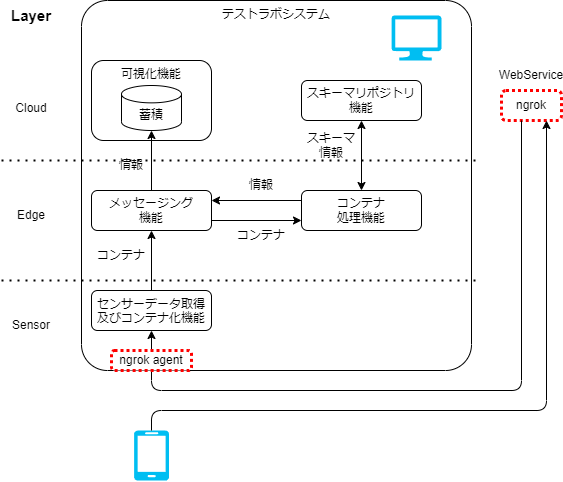 Layer
テストラボシステム
WebService
ngrok
Cloud
可視化機能
蓄積
スキーマリポジトリ
機能
情報
スキーマ
情報
Edge
メッセージング
機能
情報
コンテナ
コンテナ
処理機能
コンテナ
Sensor
センサーデータ取得
及びコンテナ化機能
ngrok agent